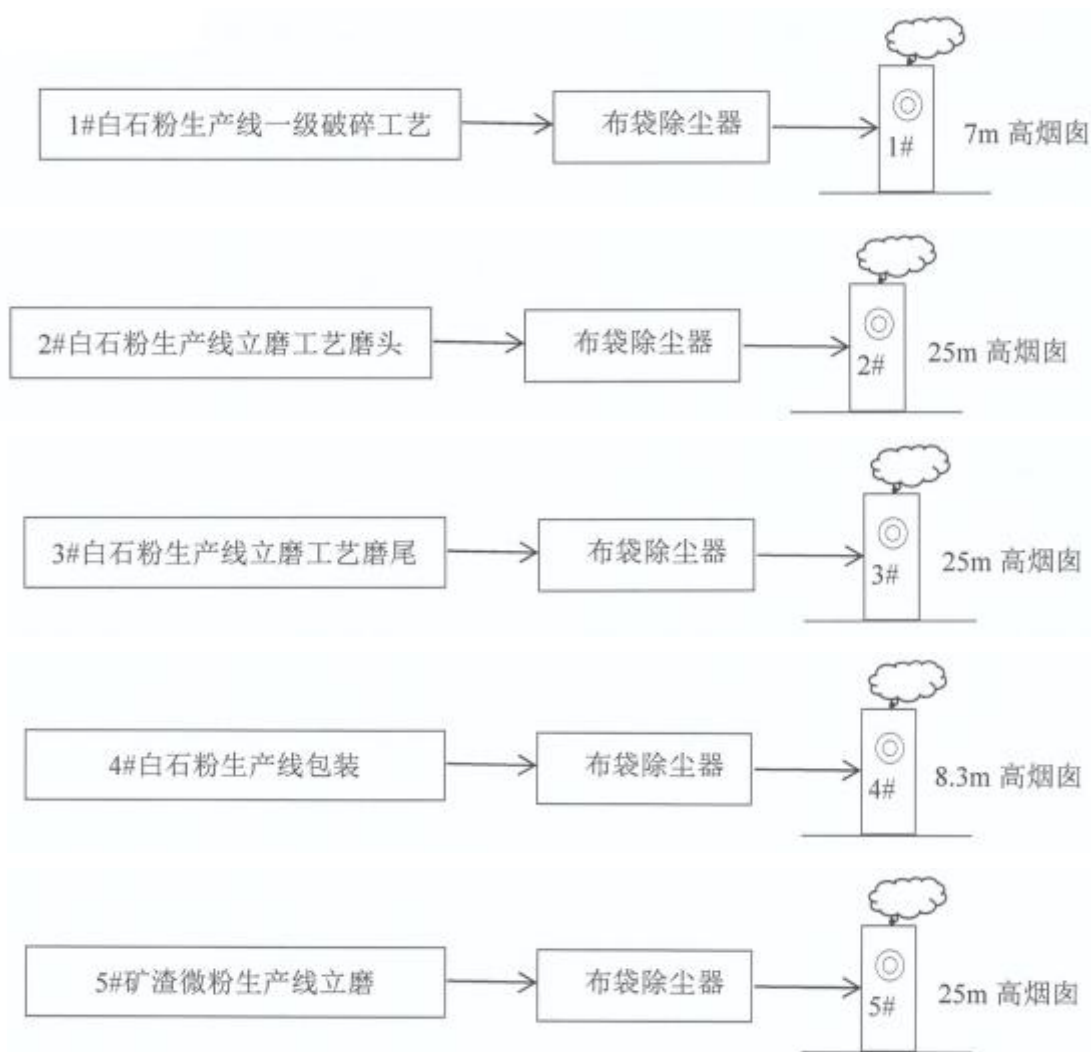 1#白石粉生产线一级破碎工艺
布袋除尘器
1#
7m 高烟囱
2#白石粉生产线立磨工艺磨头
布袋除尘器
2#
25m 高烟囱
3#白石粉生产线立磨工艺磨尾
布袋除尘器
3#
25m 高烟囱
4#白石粉生产线包装
布袋除尘器
4#
8.3m 高烟囱
5#矿渣微粉生产线立磨
布袋除尘器
5#
25m 高烟囱